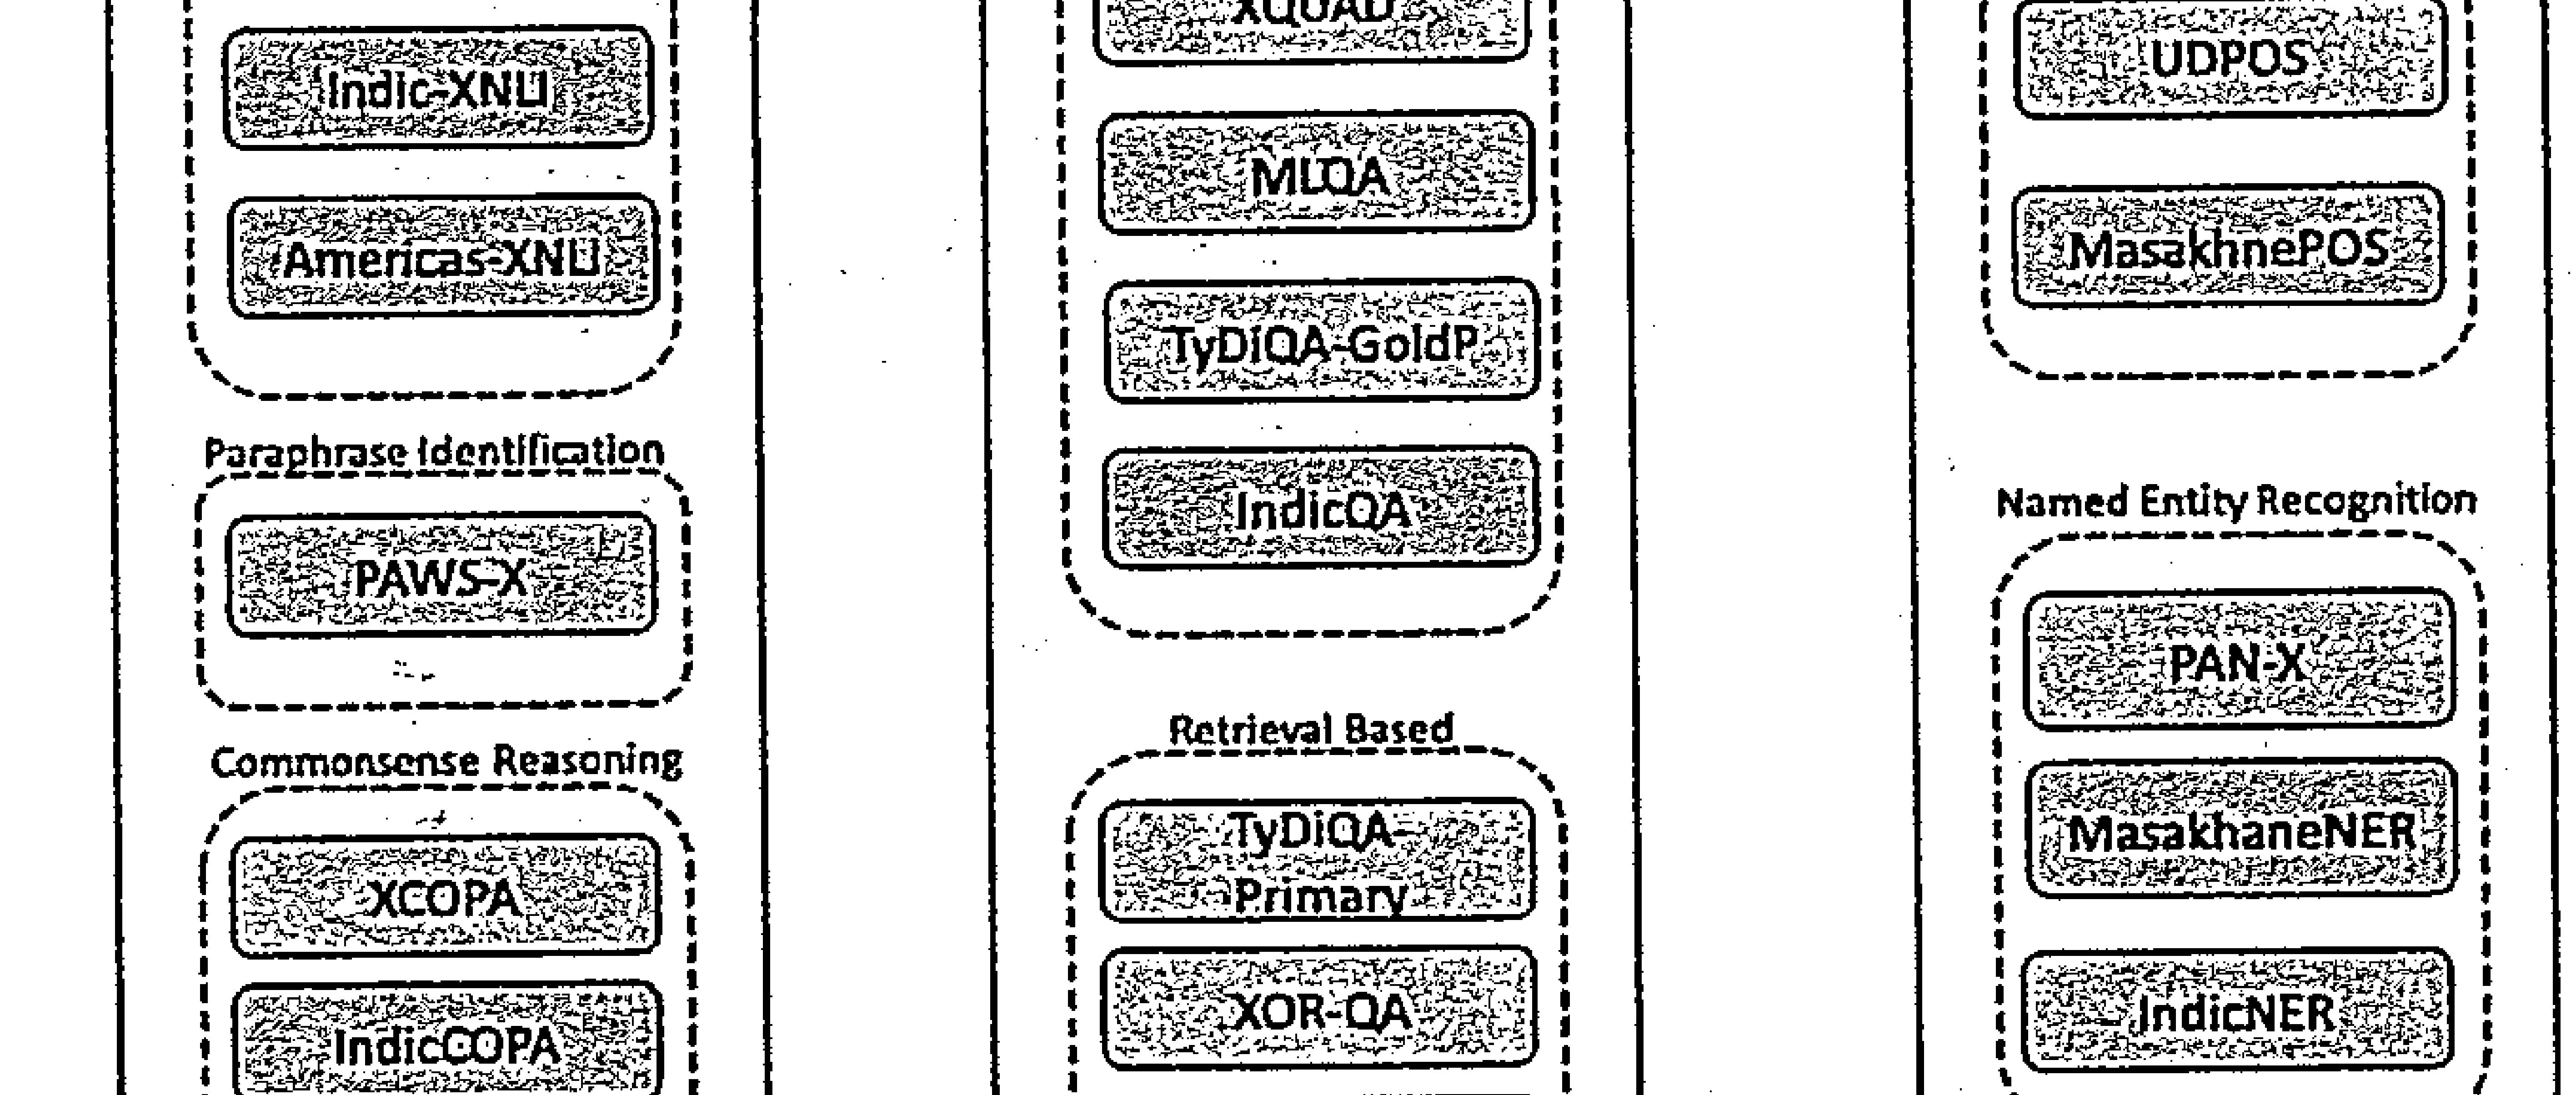 Indic-XNLI
Americas-XNLI
Paraphrase Identification
PAWS-X
Commonsense Reasoning
XCOPA
IndicCOPA
XQUAD
MLQA
TyDiQA-GoldP
IndicQA
Retrieval Based
TyDiQA-
Primary
XOR-QA
UDPOS
MasakhnePOS
Named Entity Recognition
PAN-X
MasakhaneNER
IndicNER